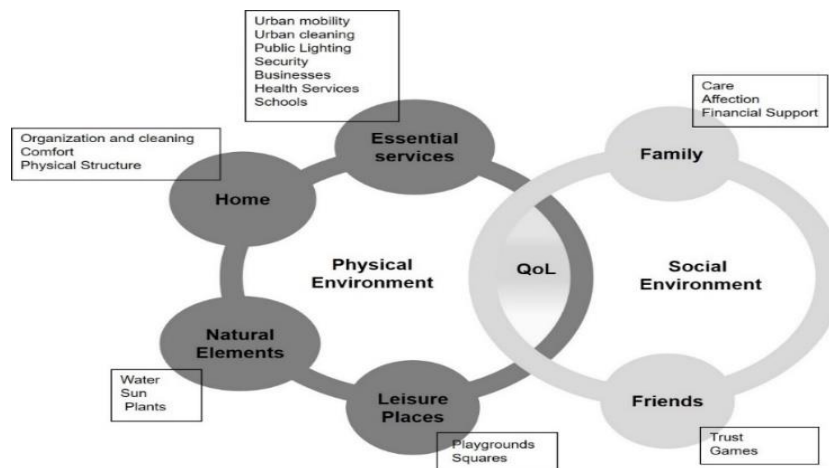 Urban mobility
Urban cleaning
Public Lighting
Security
Businesses
Health Services
Schools
Care
Affection
Financial Support
Organization and cleaning
Comfort
Physical Structure
Essential
services
Family
Home
Physical
Environment
QoL
Social
Environment
Natural
Elements
Water
Sun
Plants
Leisure
Places
Friends
Playgrounds
Squares
Trust
Games